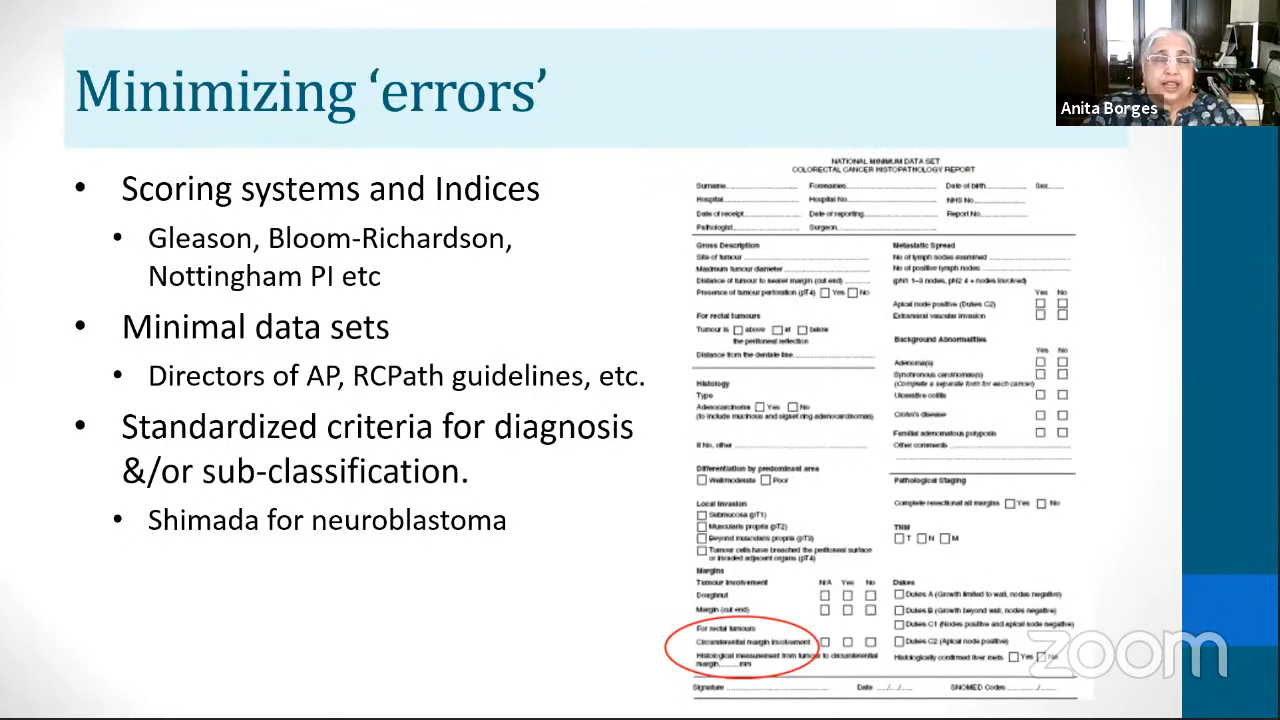 Minimizing ‘errors’
Anita Borges
• Scoring systems and Indices
• Gleason, Bloom-Richardson,
Nottingham PI etc
• Minimal data sets
• Directors of AP, RCPath guidelines, etc.
• Standardized criteria for diagnosis
&/or sub-classification.
• Shimada for neuroblastoma
NATIONAL MINIMUM DATA SET
COLORECTAL CANCER HISTOPATHOLOGY REPORT
Surname Forenames Date of birth Sex
Hospital Hospital No. NHS No.
Date of receipt Date of reporting Report No.
Pathologist Surgeon
Gross Description
Site of tumour
Maximum tumour diameter
Distance of tumour to nearer margin (cut end)
Presence of tumour perforation (pT4) Yes No
For rectal tumours
Tumour is above at below
the peritoneal reflection
Distance from the dentate line
Histology
Type
Adenocarcinoma Yes No
(to include mucinous and signet ring adenocarcinomas)
If No, other
Differentiation by predominant area
Well/moderate Poor
Local Invasion
Submucosa (pT1)
Muscularis propria (pT2)
Beyond muscularis propria (pT3)
Tumour cells have breached the peritoneal surface
or invaded adjacent organs (pT4)
Margins
Tumour Involvement N/A Yes No
Doughnut
Margin (cut end)
For rectal tumours
Circumferential margin involvement
Histological measurement from tumour to circumferential
margin mm
Metastatic Spread
No of lymph nodes examined
No of positive lymph nodes
(pN1 1–3 nodes, pN2 4 + nodes involved)
Yes No
Apical node positive (Dukes C2)
Extramural vascular invasion
Background Abnormalities
Yes No
Adenoma(s)
Synchronous carcinoma(s)
(Complete a separate form for each cancer)
Ulcerative colitis
Crohn's disease
Familial adenomatous polyposis
Other comments
Pathological Staging
Complete resection at all margins Yes No
TNM
T N M
Dukes
Dukes A (Growth limited to wall, nodes negative)
Dukes B (Growth beyond wall, nodes negative)
Dukes C1 (Nodes positive and apical node negative)
Dukes C2 (Apical node positive)
Histologically confirmed liver mets. Yes No
Signature Date SNOMED Codes
zoom